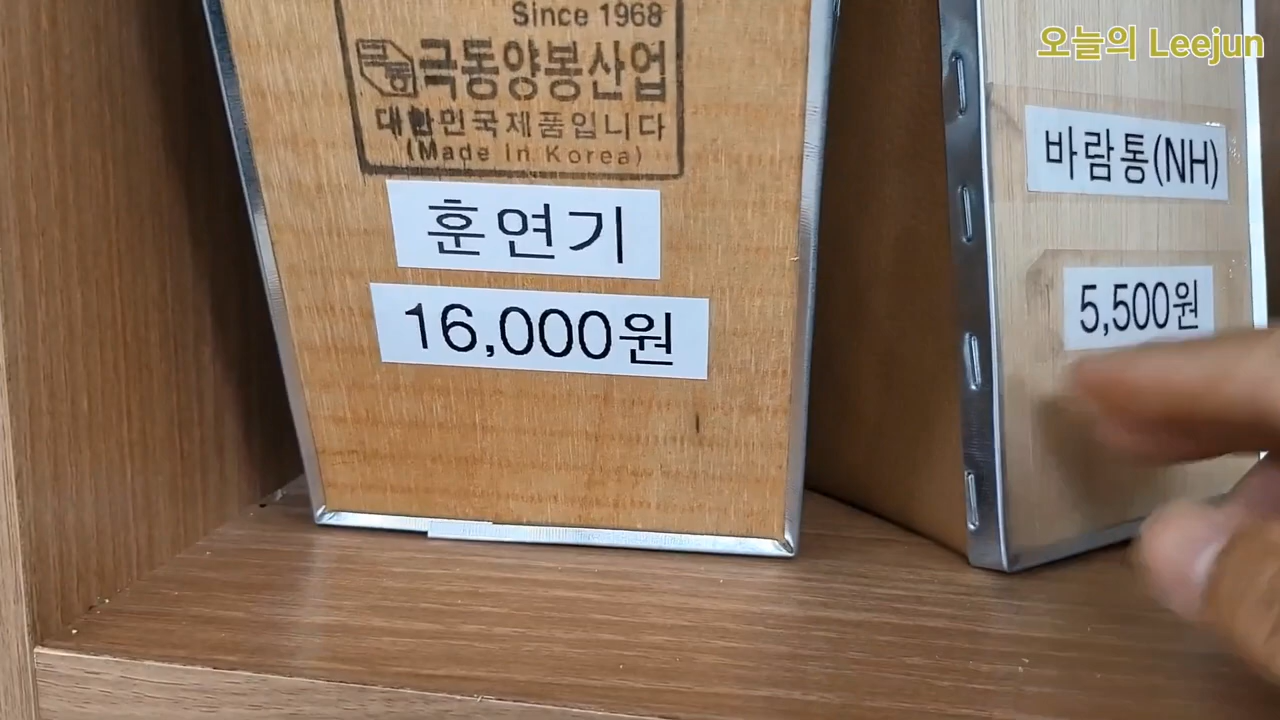 오늘의 Leejun
Since 1968
극동
극동양봉산업
대한민국제품입니다
(Made In Korea)
훈연기
16,000원
바람통(NH)
5,500원